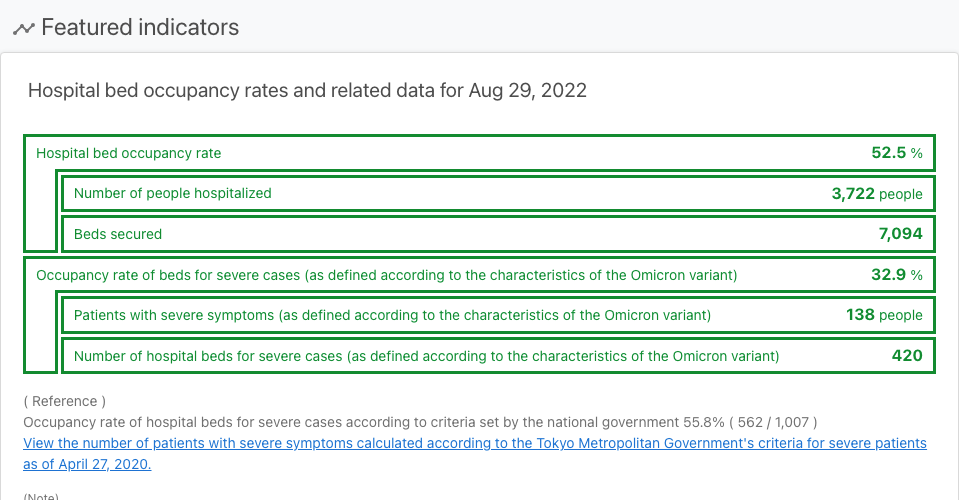 Featured indicators
Hospital bed occupancy rates and related data for Aug 29, 2022
Hospital bed occupancy rate 52.5 %
Number of people hospitalized 3,722 people
Beds secured 7,094
Occupancy rate of beds for severe cases (as defined according to the characteristics of the Omicron variant) 32.9 %
Patients with severe symptoms (as defined according to the characteristics of the Omicron variant) 138 people
Number of hospital beds for severe cases (as defined according to the characteristics of the Omicron variant) 420
( Reference )
Occupancy rate of hospital beds for severe cases according to criteria set by the national government 55.8% ( 562 / 1,007 )
View the number of patients with severe symptoms calculated according to the Tokyo Metropolitan Government's criteria for severe patients
as of April 27, 2020.
(Note)